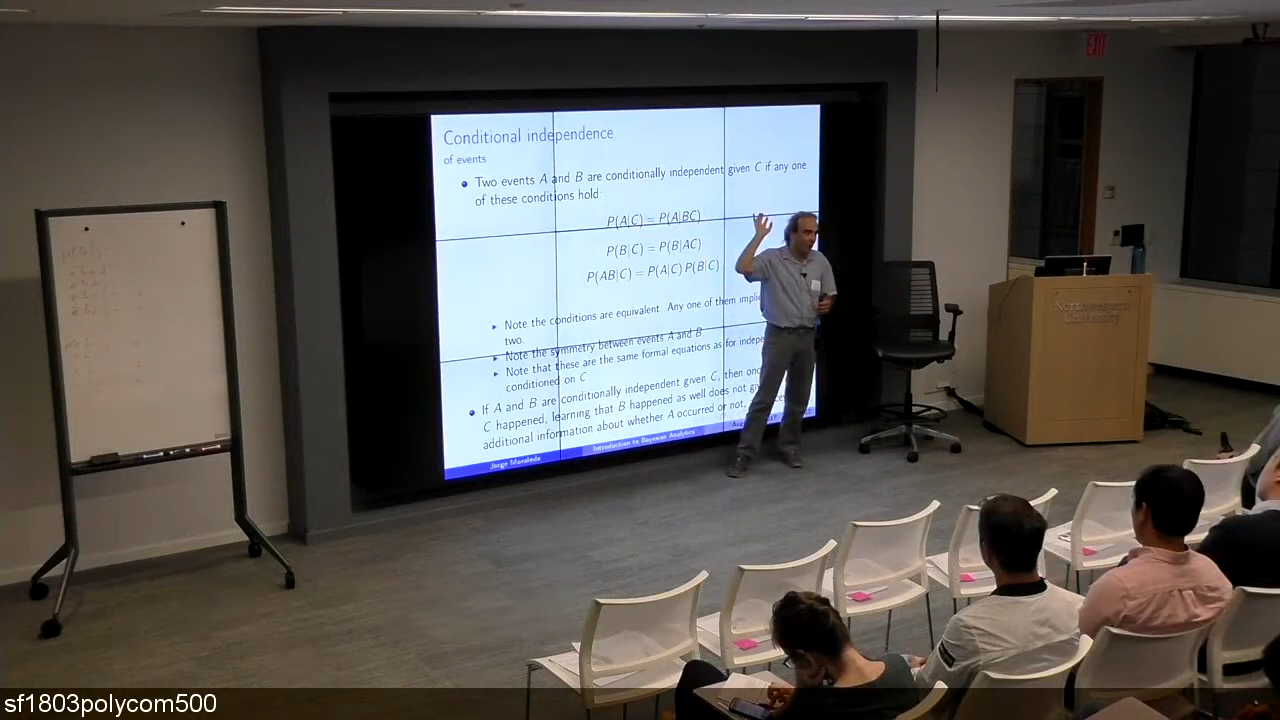 EXIT
Conditional independence
of events
Two events A and B are conditionally independent given C if any one
of these conditions hold:
P(A|C) = P(A|BC)
P(B|C) = P(B|AC)
P(AB|C) = P(A|C) P(B|C)
Note the conditions are equivalent Any one of them implie
two
Note the symmetry between events A and B
Note that these are the same formal equations as for indepe
conditioned on C
If A and B are conditionally independent given C, then onc
C happened, learning that B happened as well does not gi
additional information about whether A occurred or not,
Jorge Moraleda
Introduction to Bayesian Analytics
Northwestern
University
sf1803polycom500